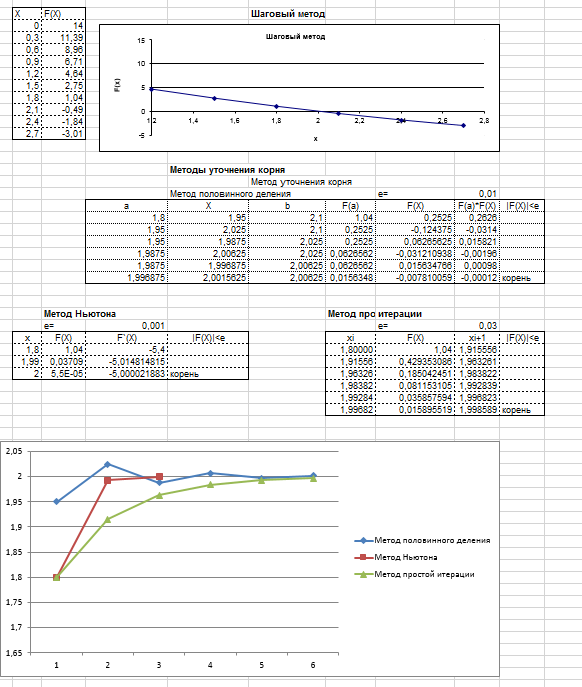 Шаговый метод
X F(X)
0 14
0,3 11,39
0,6 8,96
0,9 6,71
1,2 4,64
1,5 2,75
1,8 1,04
2,1 -0,49
2,4 -1,84
2,7 -3,01
Шаговый метод
F(x)
15
10
5
0
-5
1,2 1,4 1,6 1,8 2 2,2 2,4 2,6 2,8
x
Методы уточнения корня
Метод уточнения корня
Метод половинного деления e= 0,01
a X b F(a) F(X) F(a)*F(X) |F(X)|<e
1,8 1,95 2,1 1,04 0,2525 0,2626
1,95 2,025 2,1 0,2525 -0,124375 -0,0314
1,95 1,9875 2,025 0,2525 0,06265625 0,015821
1,9875 2,00625 2,025 0,0626562 -0,031210938 -0,00196
1,9875 1,996875 2,00625 0,0626562 0,015634766 0,00098
1,996875 2,0015625 2,00625 0,0156348 -0,007810059 -0,00012 корень
Метод Ньютона
e= 0,001
x F(X) F'(X) |F(X)|<e
1,8 1,04 -5,4
1,99 0,03709 -5,014814815
2 5,5E-05 -5,000021883 корень
Метод про итерации
e= 0,03
xi F(X) xi+1 |F(X)|<e
1,80000 1,04 1,915556
1,91556 0,429353086 1,963261
1,96326 0,185042451 1,983822
1,98382 0,081153105 1,992839
1,99284 0,035857594 1,996823
1,99682 0,015895519 1,998589 корень
2,05
2
1,95
1,9
1,85
1,8
1,75
1,7
1,65
1 2 3 4 5 6
Метод половинного деления
Метод Ньютона
Метод простой итерации